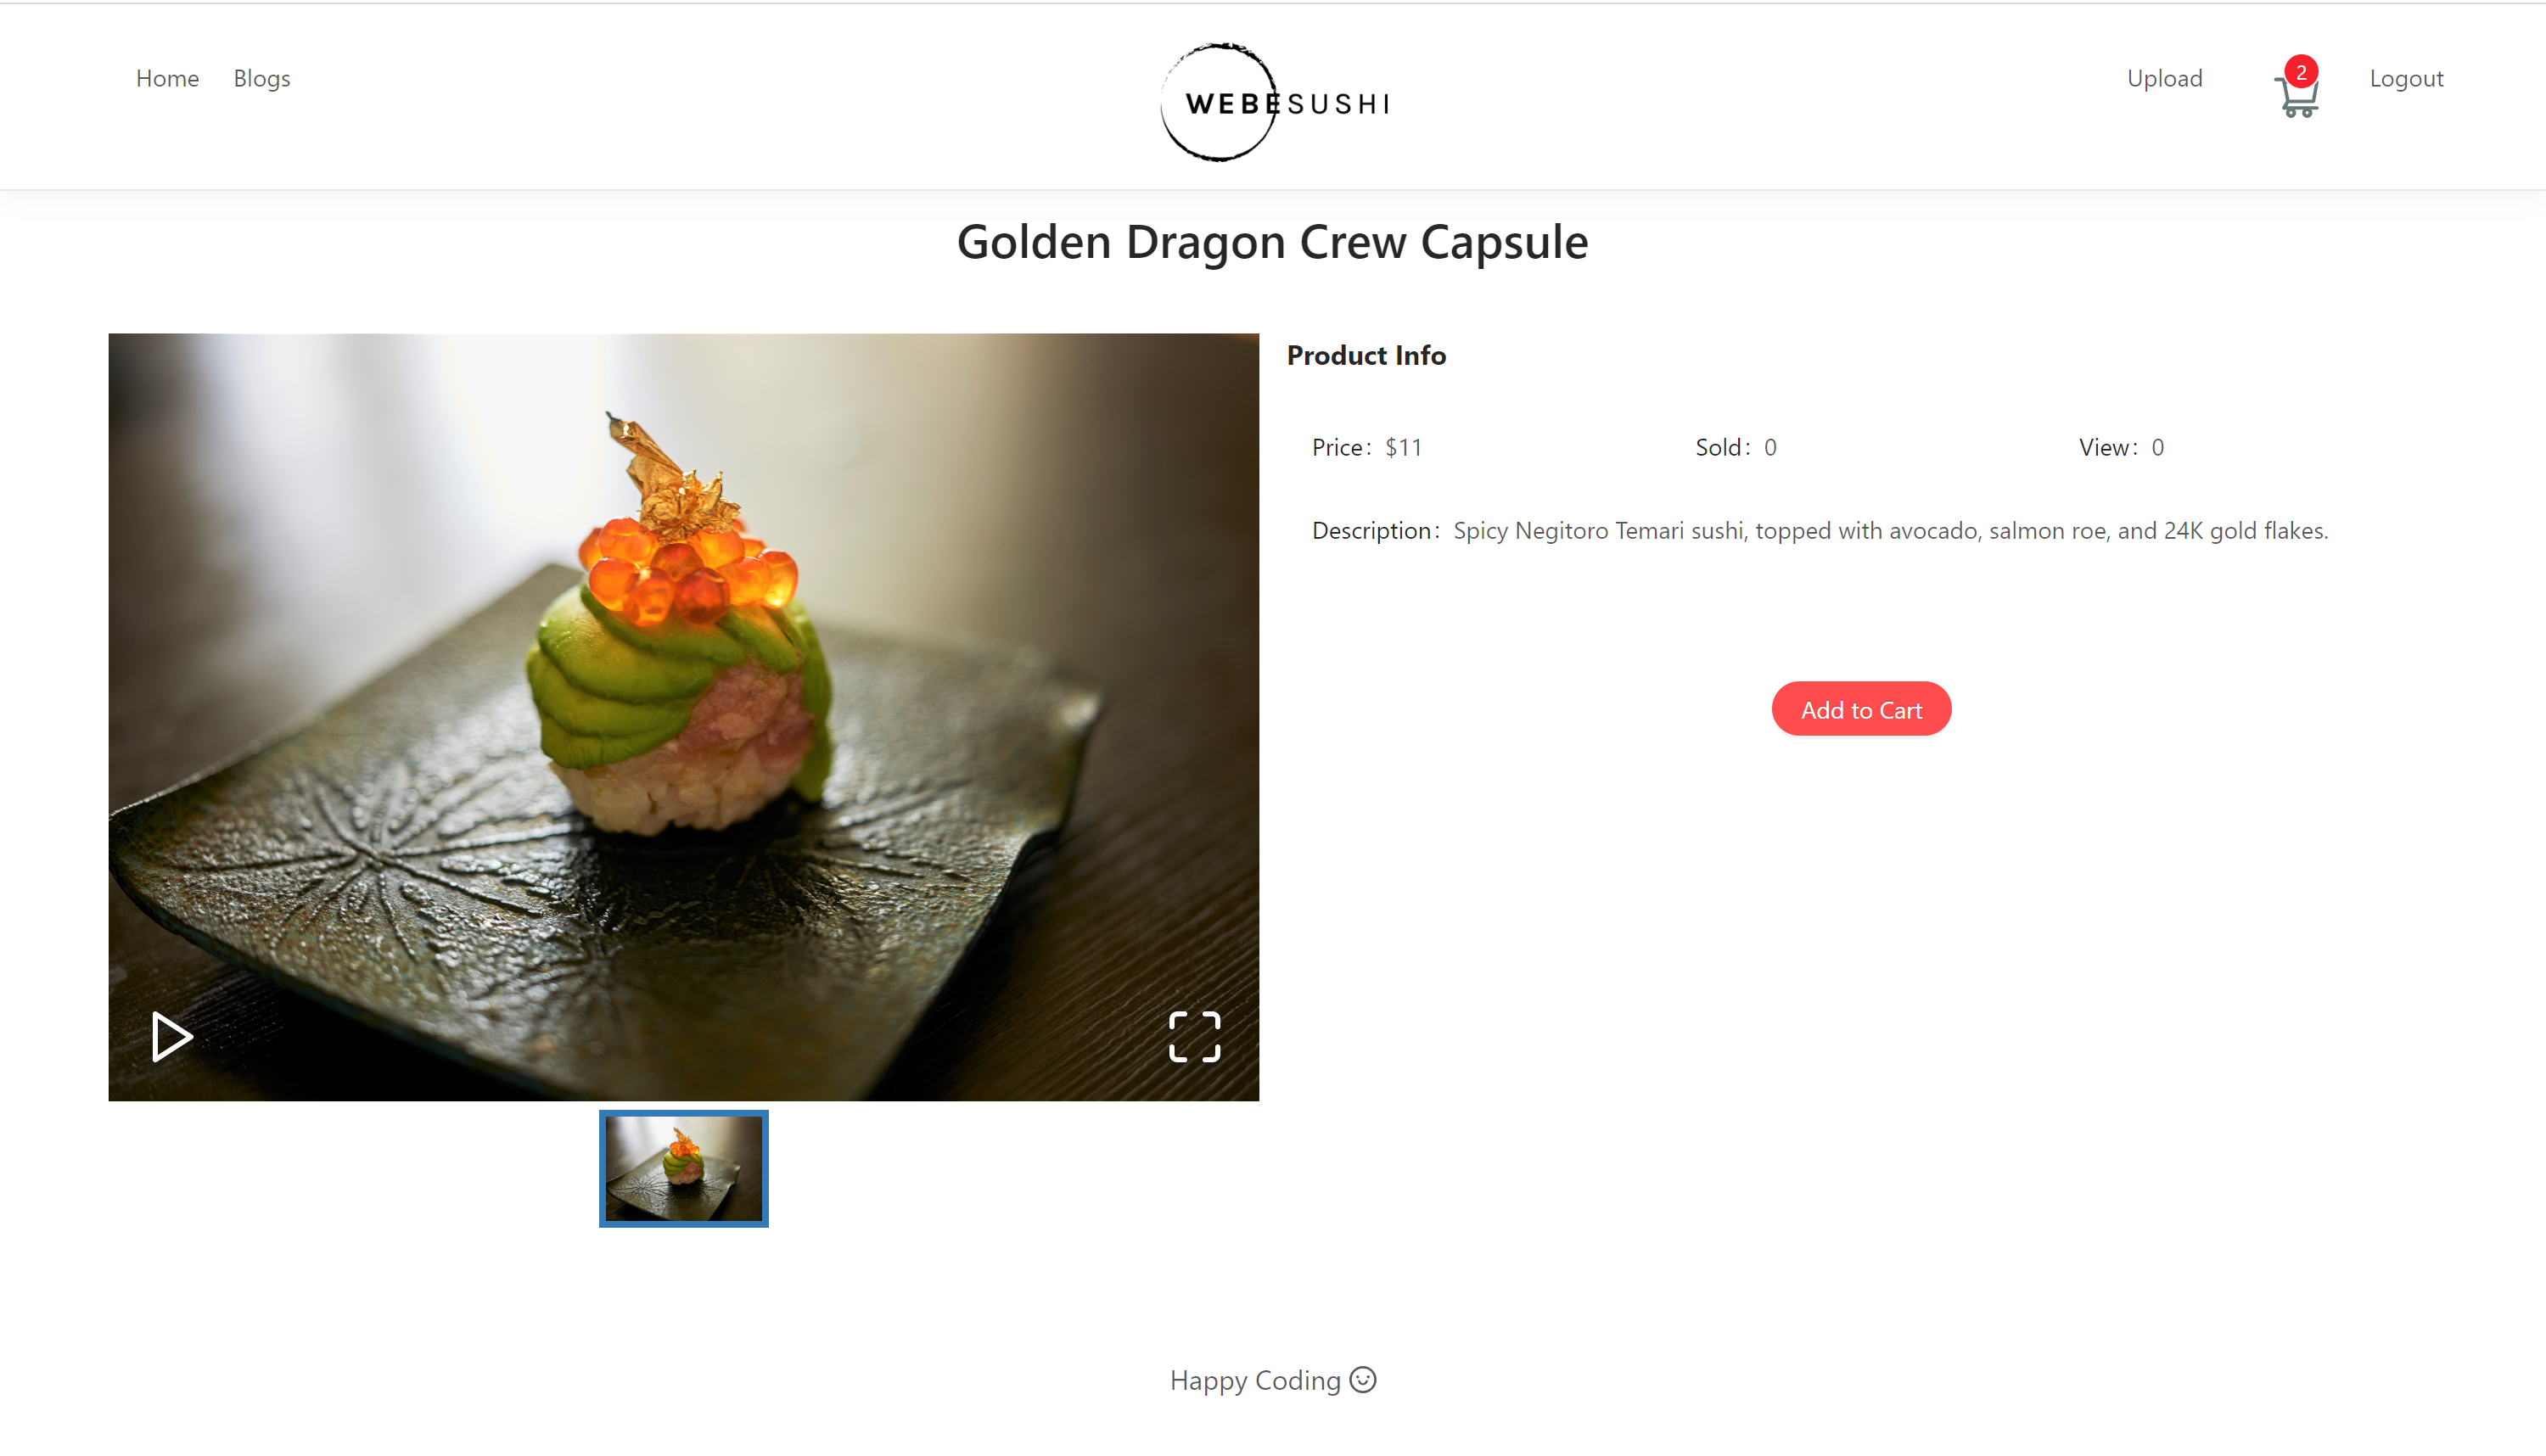 Home Blogs
WEBESUSHI
Upload 2 Logout
Golden Dragon Crew Capsule
Product Info
Price: $11 Sold: 0 View: 0
Description: Spicy Negitoro Temari sushi, topped with avocado, salmon roe, and 24K gold flakes.
Add to Cart
Happy Coding